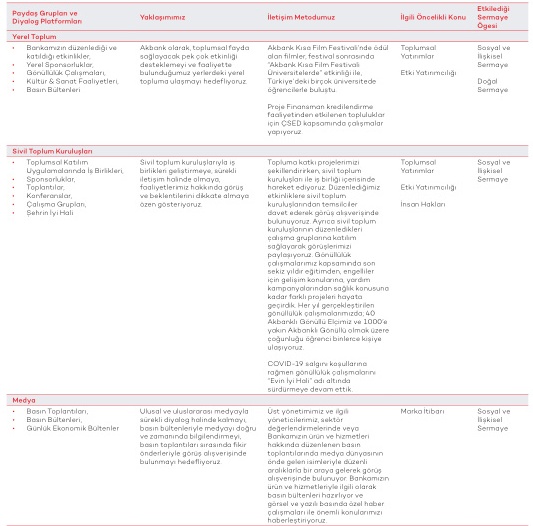 Paydaş Grupları ve
Diyalog Platformları
Yaklaşımımız
İletişim Metodumuz
İlgili Öncelikli Konu
Etkilediği
Sermaye
Ögesi
Yerel Toplum
• Bankamızın düzenlediği ve
katıldığı etkinlikler,
• Yerel Sponsorluklar,
• Gönüllülük Çalışmaları,
• Kültür & Sanat Faaliyetleri,
• Basın Bültenleri
Akbank olarak, toplumsal fayda
sağlayacak pek çok etkinliği
desteklemeyi ve faaliyette
bulunduğumuz yerlerdeki yerel
topluma ulaşmayı hedefliyoruz.
Akbank Kısa Film Festivali’nde ödül
alan filmler, festival sonrasında
“Akbank Kısa Film Festivali
Üniversitelerde” etkinliği ile,
Türkiye’deki birçok üniversitede
öğrencilerle buluştu.
Proje Finansman kredilendirme
faaliyetinden etkilenen topluluklar
için ÇSED kapsamında çalışmalar
yapıyoruz.
Toplumsal
Yatırımlar
Etki Yatırımcılığı
Sosyal ve
İlişkisel
Sermaye
Doğal
Sermaye
Sivil Toplum Kuruluşları
• Toplumsal Katılım
Uygulamalarında İş Birlikleri,
• Sponsorluklar,
• Toplantılar,
• Konferanslar,
• Çalışma Grupları,
• Şehrin İyi Hali
Sivil toplum kuruluşlarıyla iş
birlikleri geliştirmeye, sürekli
iletişim halinde olmaya,
faaliyetlerimiz hakkında görüş
ve beklentilerini dikkate almaya
özen gösteriyoruz.
Topluma katkı projelerimizi
şekillendirirken, sivil toplum
kuruluşları ile iş birliği içerisinde
hareket ediyoruz. Düzenlediğimiz
etkinliklere sivil toplum
kuruluşlarından temsilciler
davet ederek görüş alışverişinde
bulunuyoruz. Ayrıca sivil toplum
kuruluşlarının düzenledikleri
çalışma gruplarına katılım
sağlayarak görüşlerimizi
paylaşıyoruz. Gönüllülük
çalışmalarımız kapsamında son
sekiz yıldır eğitimden, engelliler
için gelişim konularına, yardım
kampanyalarından sağlık konusuna
kadar farklı projeleri hayata
geçirdik. Her yıl gerçekleştirilen
gönüllülük çalışmalarımızda; 40
Akbanklı Gönüllü Elçimiz ve 1000’e
yakın Akbanklı Gönüllü olmak üzere
çoğunluğu öğrenci binlerce kişiye
ulaşıyoruz.
COVID-19 salgını koşullarına
rağmen gönüllülük çalışmalarını
“Evin İyi Hali” adı altında
sürdürmeye devam ettik.
Toplumsal
Yatırımlar
Etki Yatırımcılığı
İnsan Hakları
Sosyal ve
İlişkisel
Sermaye
Medya
• Basın Toplantıları,
• Basın Bültenleri,
• Günlük Ekonomik Bültenler
Ulusal ve uluslararası medyayla
sürekli diyalog halinde kalmayı,
basın bültenleriyle medyayı doğru
ve zamanında bilgilendirmeyi,
basın toplantıları sırasında fikir
önderleriyle görüş alışverişinde
bulunmayı hedefliyoruz.
Üst yönetimimiz ve ilgili
yöneticilerimiz, sektör
değerlendirmelerinde veya
Bankamızın ürün ve hizmetleri
hakkında düzenlenen basın
toplantılarında medya dünyasının
önde gelen isimleriyle düzenli
aralıklarla bir araya gelerek görüş
alışverişinde bulunuyor. Bankamızın
ürün ve hizmetleriyle ilgili olarak
basın bültenleri hazırlıyor ve
görsel ve yazılı basında özel haber
çalışmaları ile önemli konularımızı
haberleştiriyoruz.
Marka İtibarı
Sosyal ve
İlişkisel
Sermaye